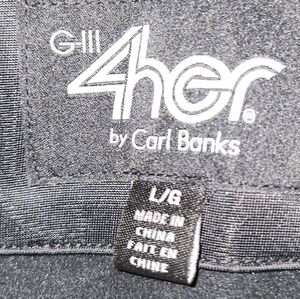 G-III
4her®
by Carl Banks
L/G
MADE IN
CHINA
FAIT EN
CHINE